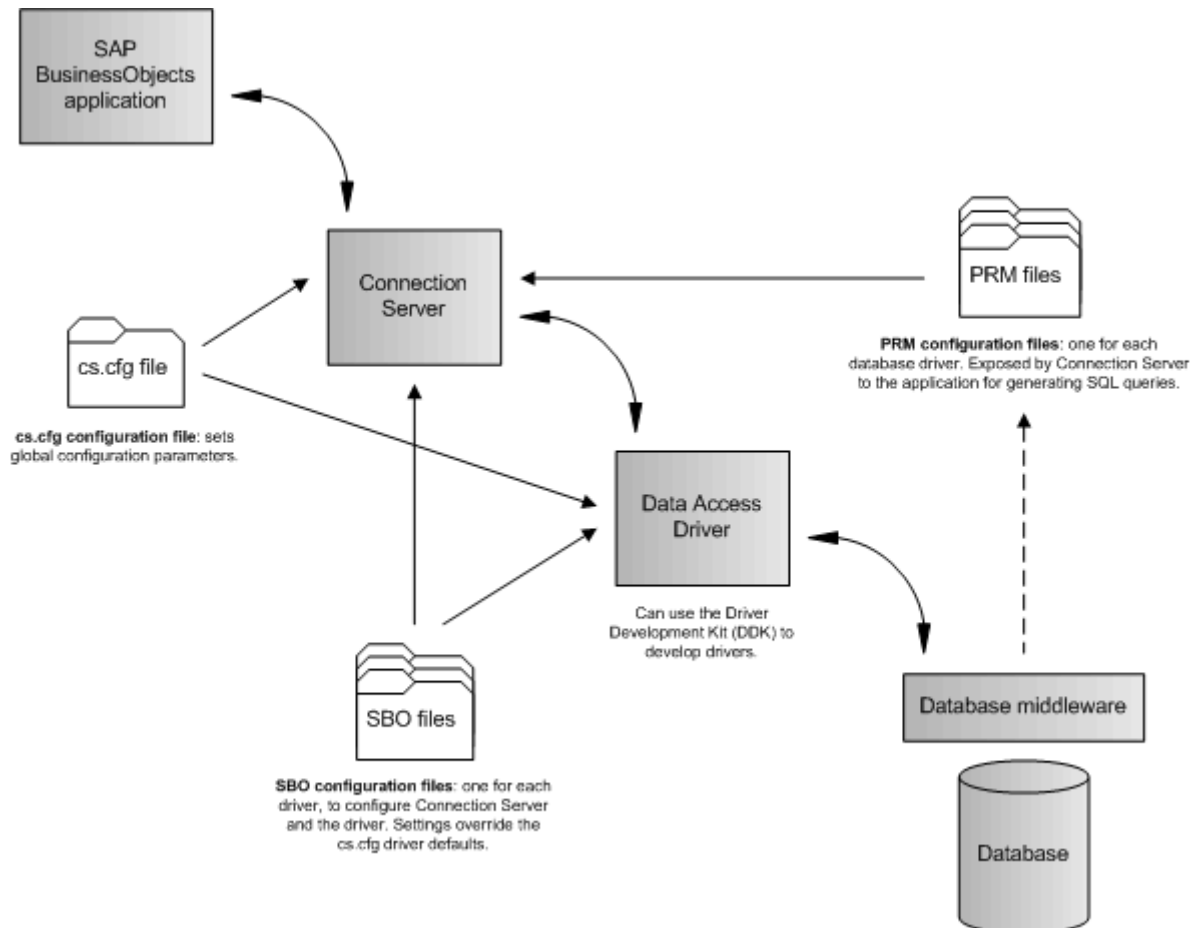 SAP
BusinessObjects
application
Connection
Server
PRM files
PRM configuration files: one for each
database driver. Exposed by Connection Server
to the application for generating SQL queries.
cs.cfg file
cs.cfg configuration file: sets
global configuration parameters.
Data Access
Driver
Can use the Driver
Development Kit (DDK) to
develop drivers.
SBO files
SBO configuration files: one for each
driver, to configure Connection Server
and the driver. Settings override the
cs.cfg driver defaults.
Database middleware
Database